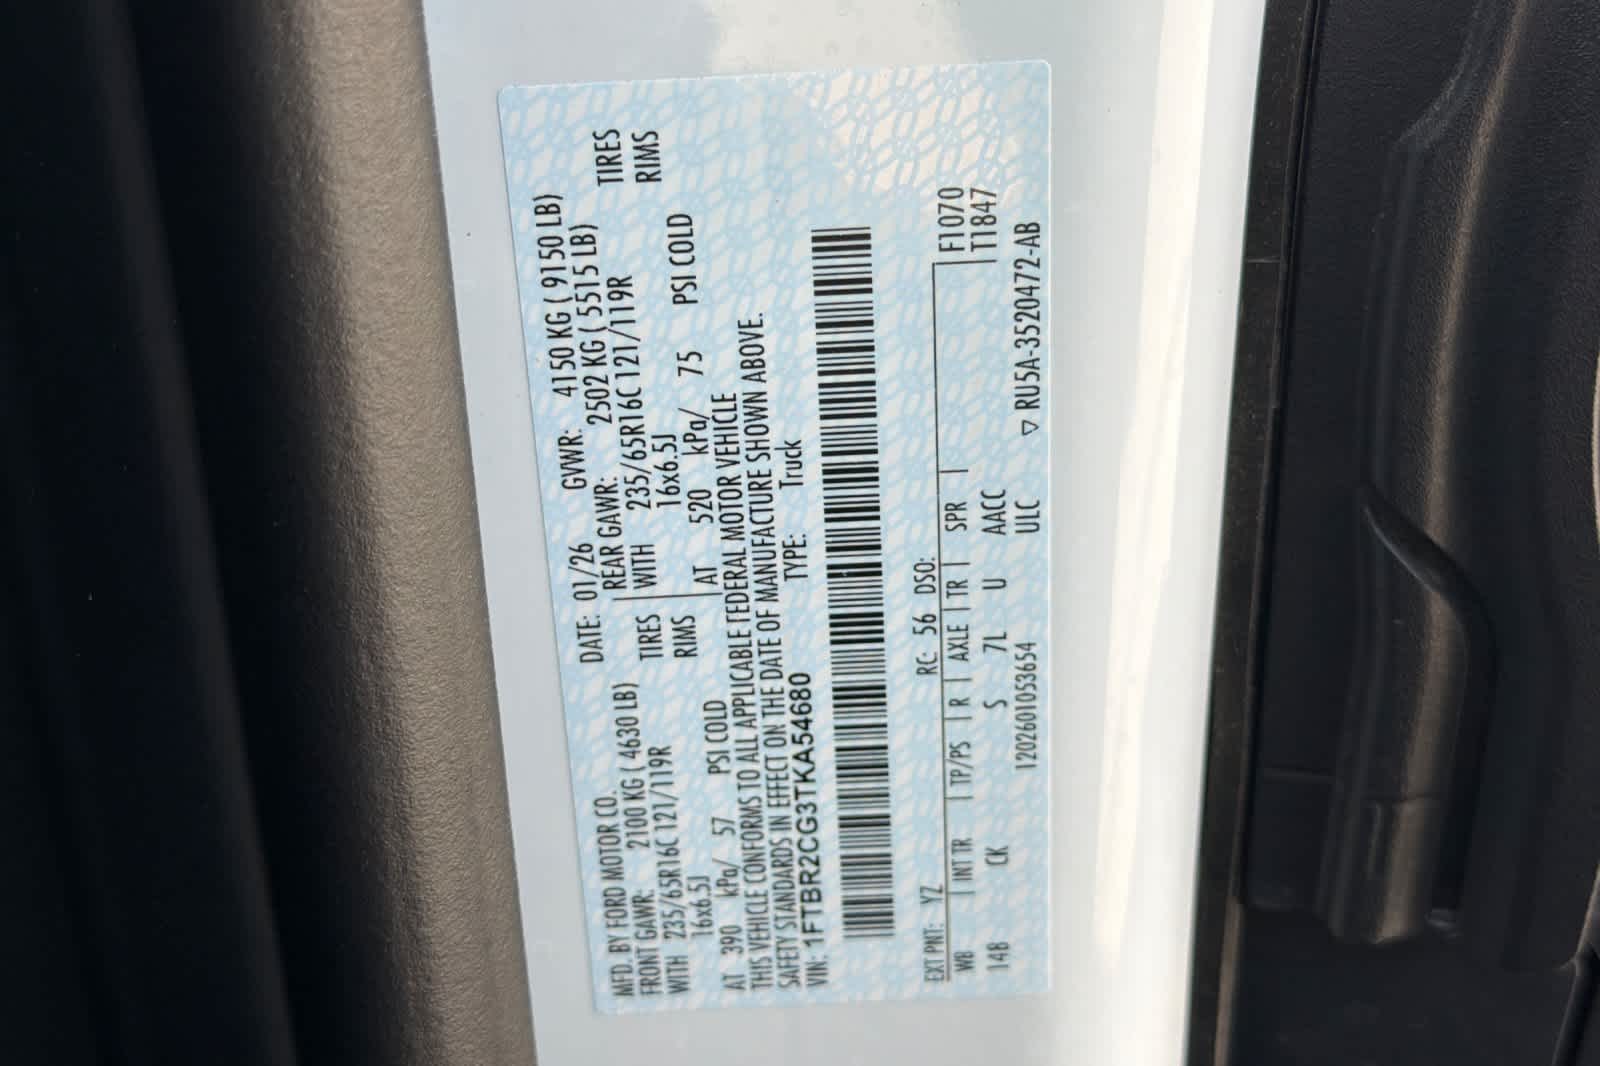 MFD. BY FORD MOTOR CO.
DATE: 01/26 GVWR: 4150 KG ( 9150 LB)
FRONT GAWR: 2100 KG ( 4630 LB) REAR GAWR: 2502 KG ( 5515 LB)
WITH 235/65R16C 121/119R TIRES WITH 235/65R16C 121/119R TIRES
16x6.5J RIMS 16x6.5J RIMS
AT 390 kPa/ 57 PSI COLD AT 520 kPa/ 75 PSI COLD
THIS VEHICLE CONFORMS TO ALL APPLICABLE FEDERAL MOTOR VEHICLE
SAFETY STANDARDS IN EFFECT ON THE DATE OF MANUFACTURE SHOWN ABOVE.
VIN: 1FTBR2CG3TKA54680 TYPE: Truck
EXT PNT: YZ RC: 56 DSO: F1070
WB INT TR TP/PS R AXLE TR SPR T1847
148 CK S 7L U AACC
1202601053654 ULC ▽ RU5A-3520472-AB